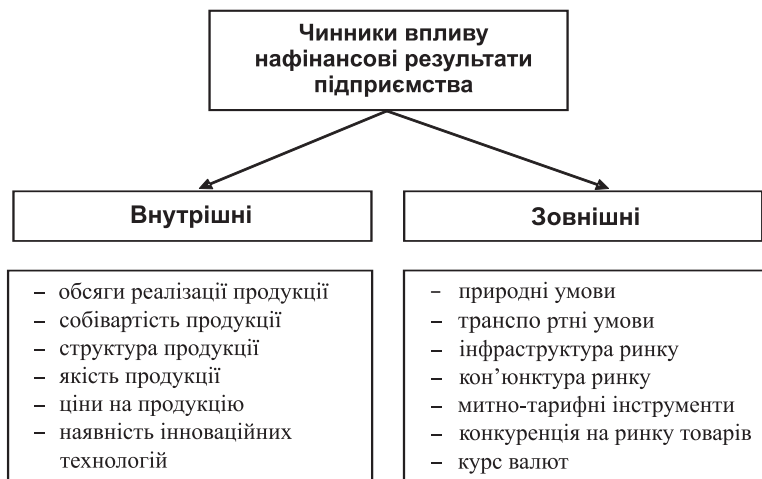 Чинники впливу
нафінансові результати
підприємства
Внутрішні
– обсяги реалізації продукції
– собівартість продукції
– структура продукції
– якість продукції
– ціни на продукцію
– наявність інноваційних
технологій
Зовнішні
– природні умови
– транспо ртні умови
– інфраструктура ринку
– кон’юнктура ринку
– митно-тарифні інструменти
– конкуренція на ринку товарів
– курс валют